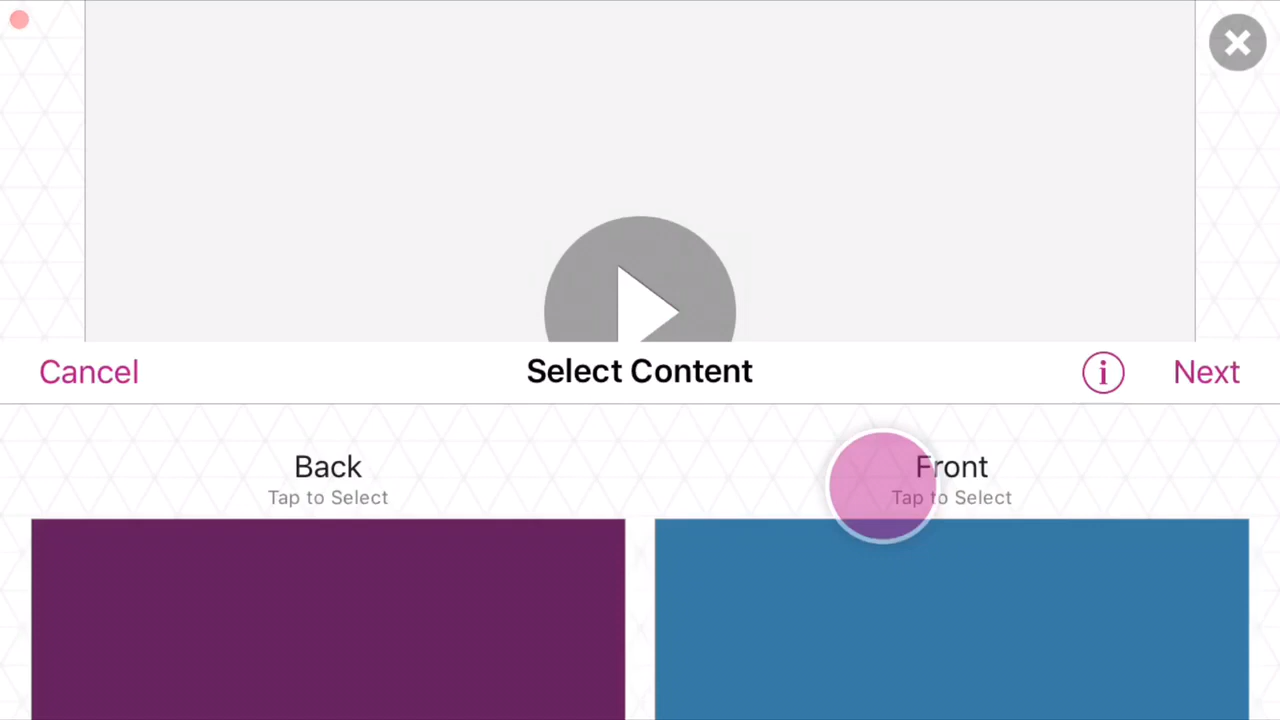 Cancel
Select Content
i
Next
Back
Front
Tap to Select
Tap to Select